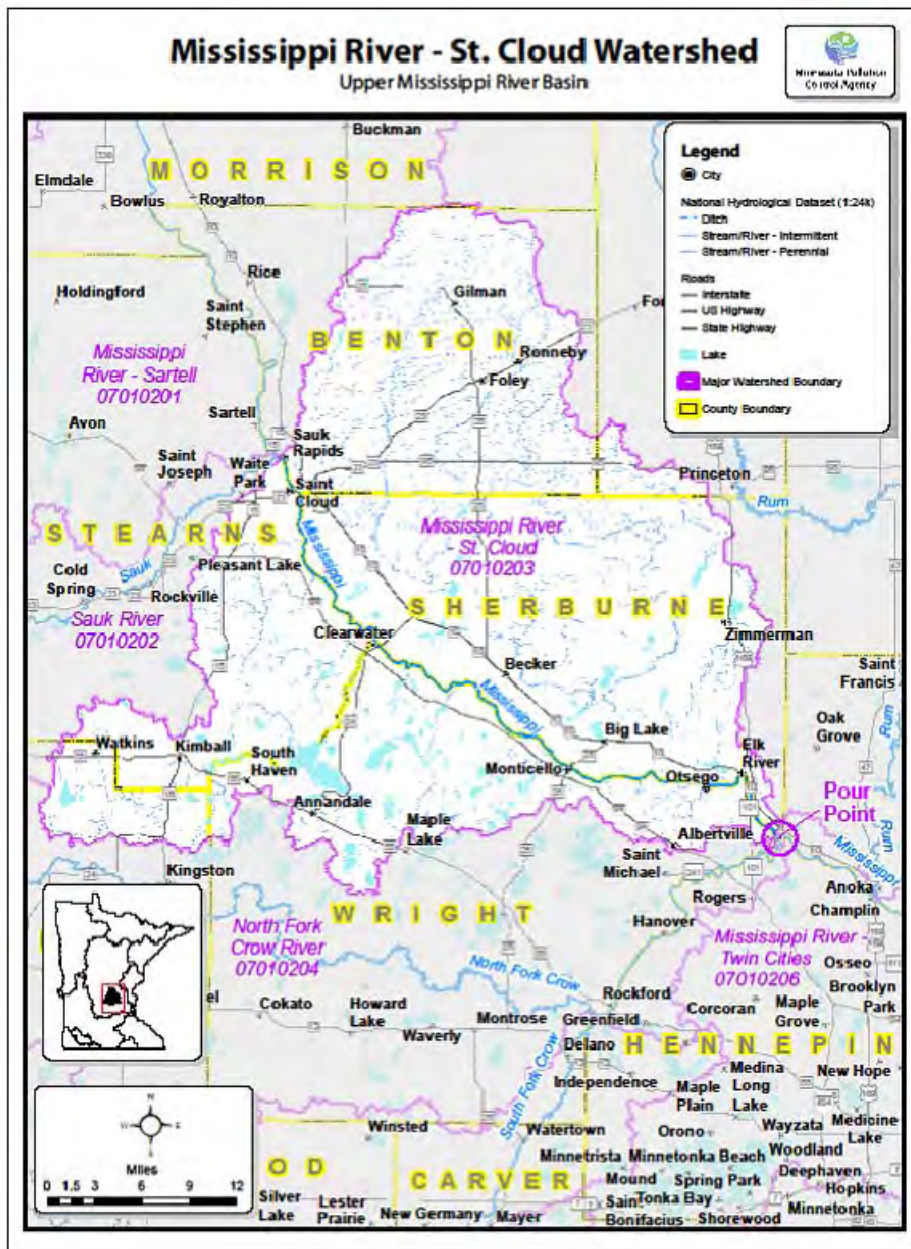 Mississippi River - St. Cloud Watershed
Upper Mississippi River Basin
Minnesota Pollution
Control Agency
Legend
City
National Hydrological Dataset (1:24k)
Ditch
Stream/River - Intermittent
Stream/River - Perennial
Roads
Interstate
US Highway
State Highway
Lake
Major Watershed Boundary
County Boundary
Buckman
MORRISON
Elmdale
Bowlus
Royalton
Rice
Holdingford
Saint
Stephen
Gilman
BENTON
Ronneby
Foley
Mississippi
River - Sartell
07010201
Sartell
Avon
Saint
Joseph
Sauk
Rapids
Waite
Park
Saint
Cloud
Princeton
Rum
STEARNS
Mississippi
Mississippi River
St. Cloud
07010203
Cold
Spring
Sauk
Pleasant Lake
Rockville
Sauk River
07010202
SHERBURNE
Clearwater
Zimmerman
Becker
Saint
Francis
Mississippi
Big Lake
Oak
Grove
Rum
Watkins
Kimball
South
Haven
Monticello
Elk
River
Otsego
Pour
Point
Annandale
Maple
Lake
Albertville
Saint
Michael
Mississippi
Rum
Kingston
Rogers
Anoka
Champlin
WRIGHT
Hanover
North Fork
Crow River
07010204
Mississippi River -
Twin Cities
07010206
Osseo
Brooklyn
Park
North Fork Crow
Rockford
Corcoran
Maple
Grove
Cokato
Howard
Lake
Waverly
Montrose
Greenfield
Delano
HENNEPIN
Independence
Medina
Long
Lake
New Hope
Maple
Plain
South Fork Crow
Medicine
Lake
Winsted
Watertown
Orono
Wayzata
Woodland
Minnetrista
Minnetonka Beach
Deephaven
Mound
Spring Park
Hopkins
OD
CARVER
Saint
Bonifacius
Tonka Bay
Minnetonka
Silver
Lake
Lester
Prairie
New Germany
Mayer
Shorewood
N
W
E
S
Miles
0 1.5 3 6 9 12